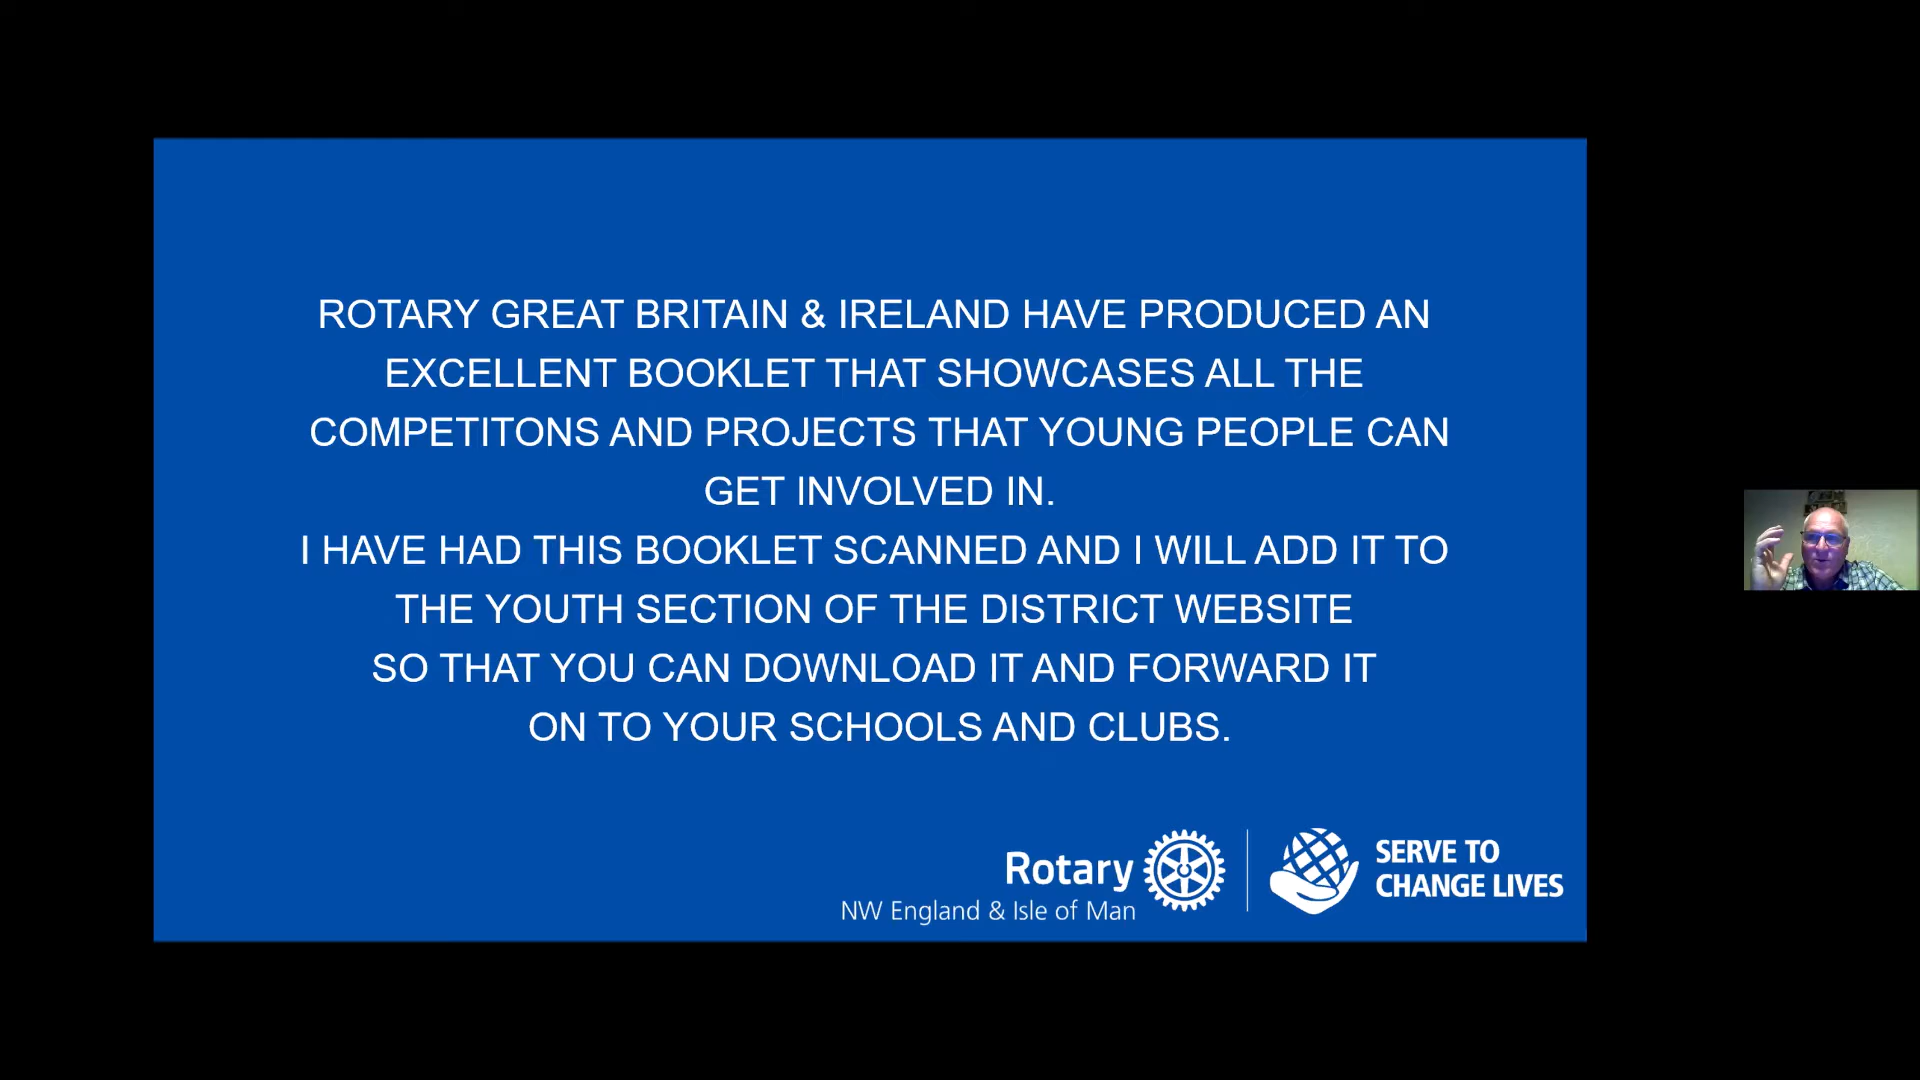 ROTARY GREAT BRITAIN & IRELAND HAVE PRODUCED AN
EXCELLENT BOOKLET THAT SHOWCASES ALL THE
COMPETITONS AND PROJECTS THAT YOUNG PEOPLE CAN
GET INVOLVED IN.
I HAVE HAD THIS BOOKLET SCANNED AND I WILL ADD IT TO
THE YOUTH SECTION OF THE DISTRICT WEBSITE
SO THAT YOU CAN DOWNLOAD IT AND FORWARD IT
ON TO YOUR SCHOOLS AND CLUBS.
Rotary
NW England & Isle of Man
SERVE TO
CHANGE LIVES